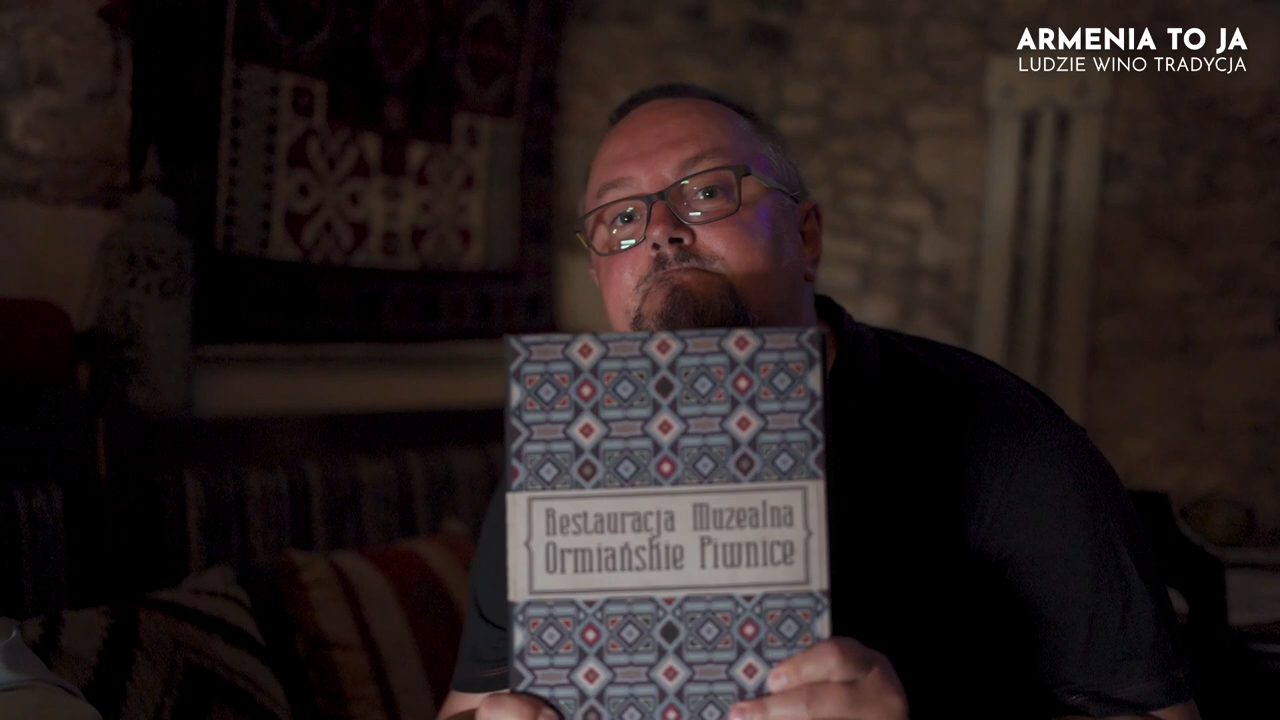 ARMENIA TO JA
LUDZIE WINO TRADYCJA
Restauracja Muzealna
Ormiańskie Piwnice